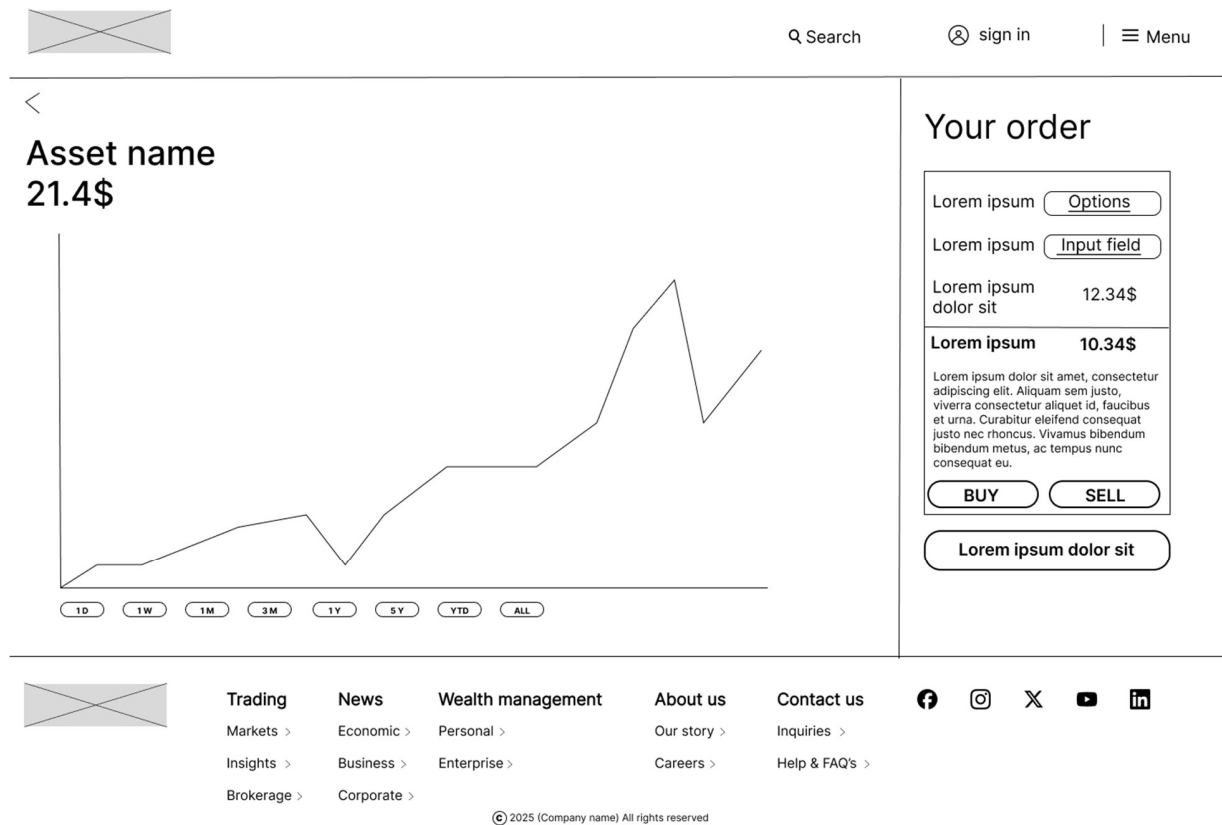 Search
sign in
Menu
Asset name
21.4$
1D
1W
1M
3M
1Y
5Y
YTD
ALL
Your order
Lorem ipsum Options
Lorem ipsum Input field
Lorem ipsum
dolor sit
12.34$
Lorem ipsum 10.34$
Lorem ipsum dolor sit amet, consectetur
adipiscing elit. Aliquam sem justo,
viverra consectetur aliquet id, faucibus
et urna. Curabitur eleifend consequat
justo nec rhoncus. Vivamus bibendum
bibendum metus, ac tempus nunc
consequat eu.
BUY
SELL
Lorem ipsum dolor sit
Trading
Markets
Insights
Brokerage
News
Economic
Business
Corporate
Wealth management
Personal
Enterprise
About us
Our story
Careers
Contact us
Inquiries
Help & FAQ's
© 2025 (Company name) All rights reserved